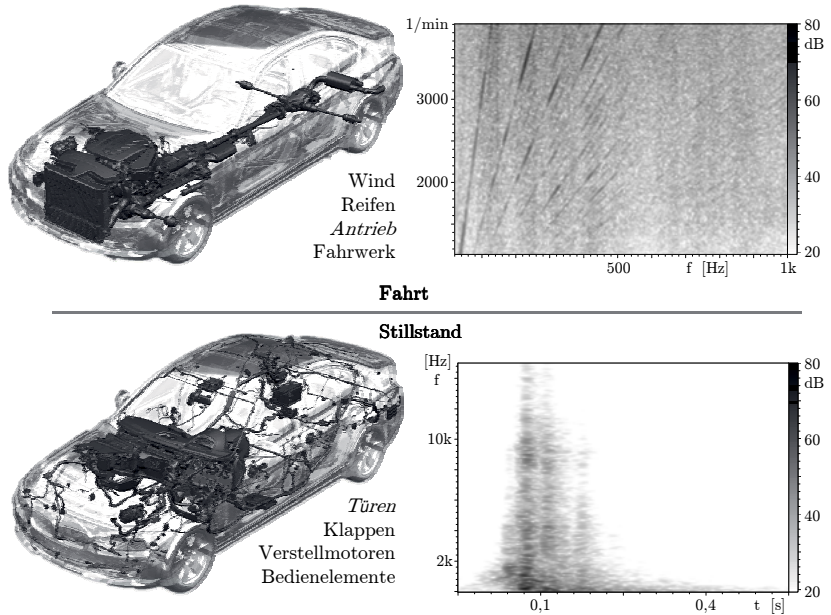 1/min
3000
2000
500
f [Hz]
1k
80
dB
60
40
20
Wind
Reifen
Antrieb
Fahrwerk
Fahrt
Stillstand
[Hz]
f
10k
2k
0,1
0,4
t [s]
80
dB
60
40
20
Türen
Klappen
Verstellmotoren
Bedienelemente